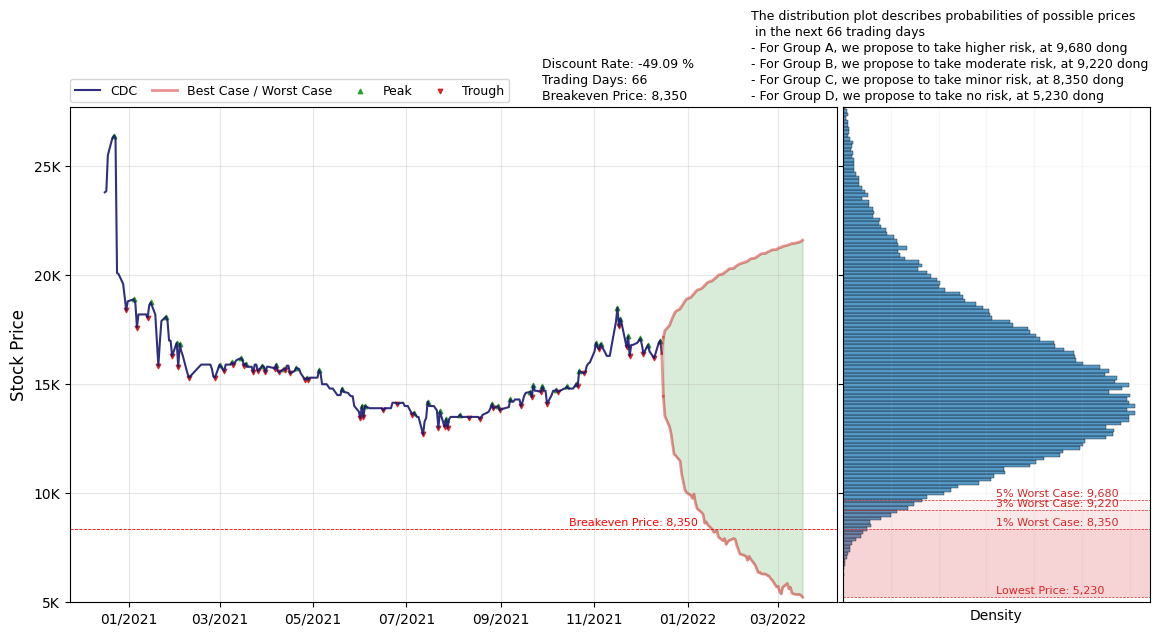 The distribution plot describes probabilities of possible prices
in the next 66 trading days
- For Group A, we propose to take higher risk, at 9,680 dong
- For Group B, we propose to take moderate risk, at 9,220 dong
- For Group C, we propose to take minor risk, at 8,350 dong
- For Group D, we propose to take no risk, at 5,230 dong
Discount Rate: -49.09 %
Trading Days: 66
Breakeven Price: 8,350
CDC Best Case / Worst Case Peak Trough
Stock Price
25K
20K
15K
10K
5K
Breakeven Price: 8,350
01/2021 03/2021 05/2021 07/2021 09/2021 11/2021 01/2022 03/2022
5% Worst Case: 9,680
3% Worst Case: 9,220
1% Worst Case: 8,350
Lowest Price: 5,230
Density